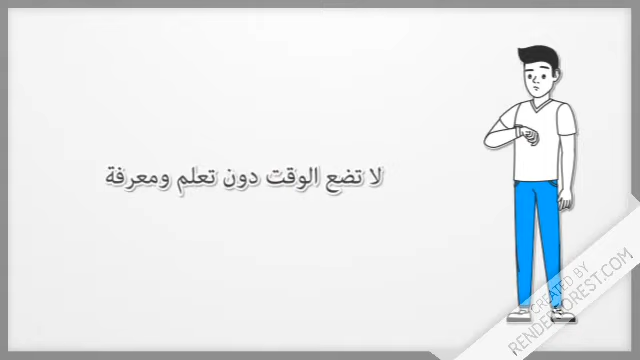 لا تضع الوقت دون تعلم ومعرفة
CREATED BY
RENDERFOREST.COM